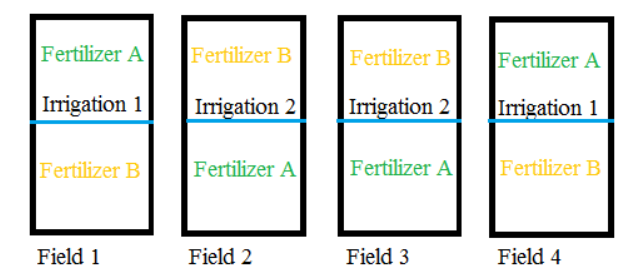 Fertilizer A
Irrigation 1
Fertilizer B
Field 1
Fertilizer B
Irrigation 2
Fertilizer A
Field 2
Fertilizer B
Irrigation 2
Fertilizer A
Field 3
Fertilizer A
Irrigation 1
Fertilizer B
Field 4